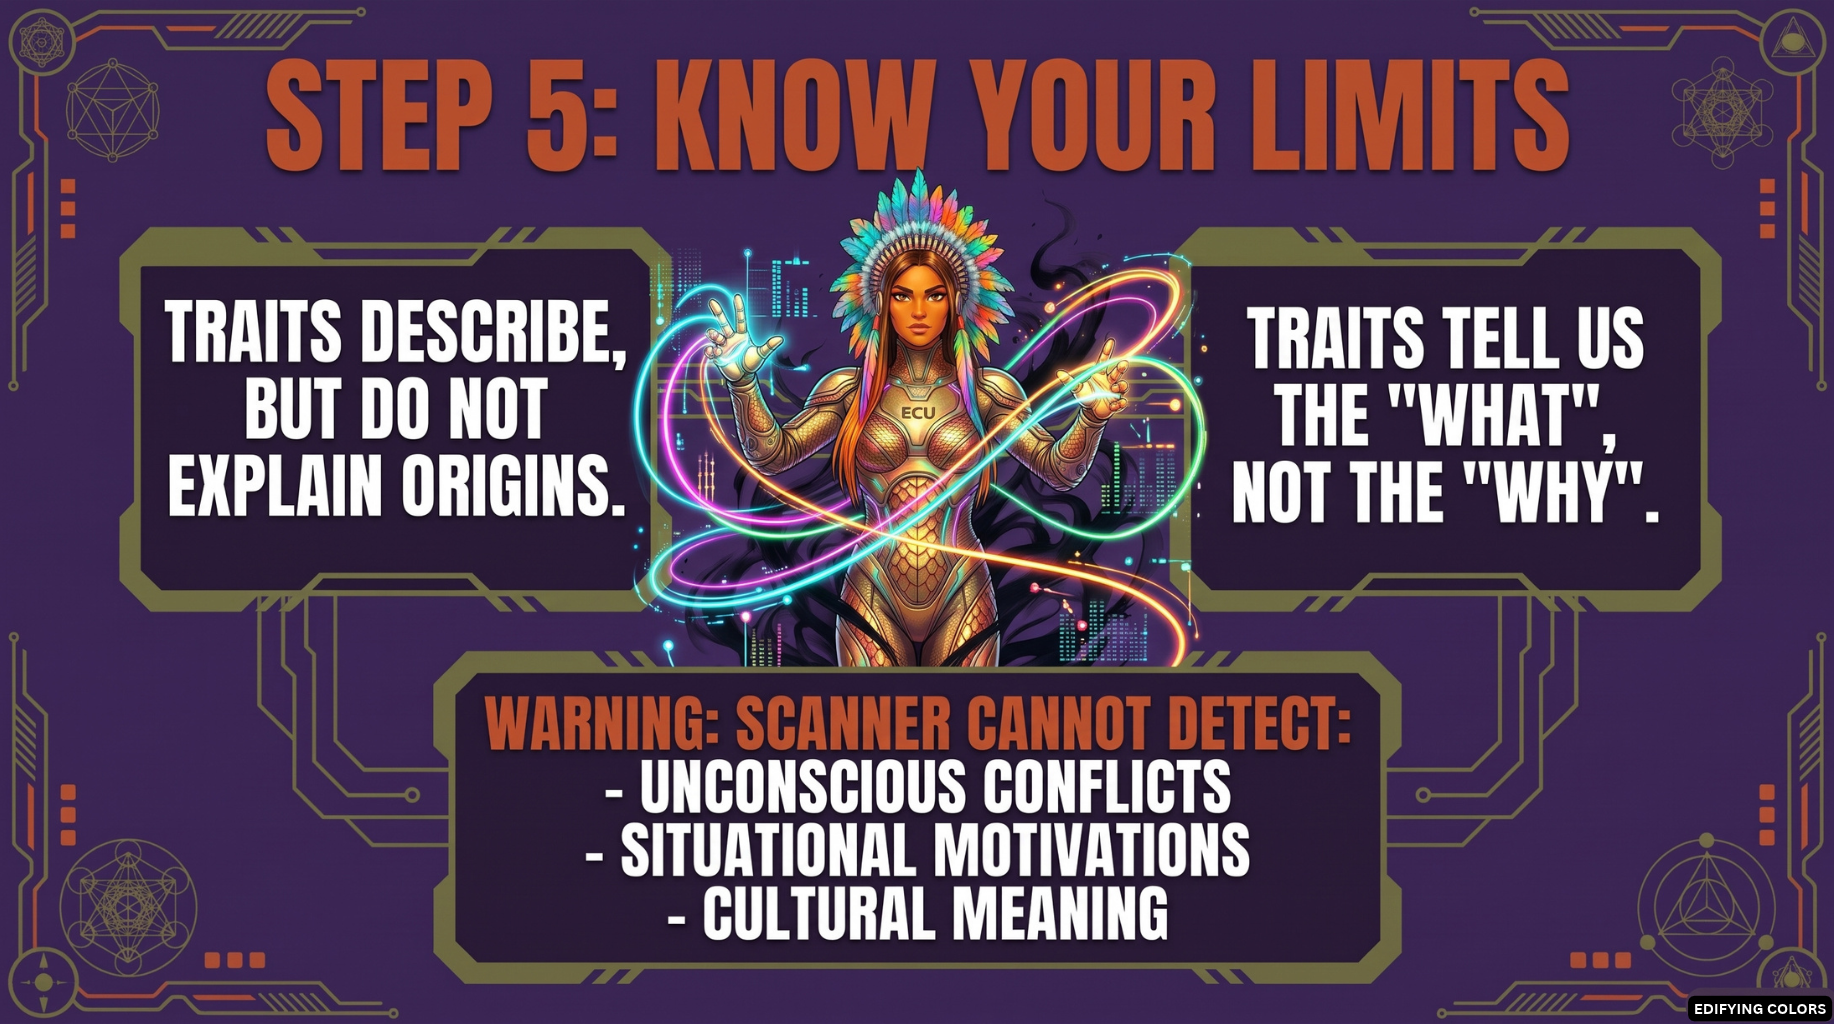 STEP 5: KNOW YOUR LIMITS
TRAITS DESCRIBE,
BUT DO NOT
EXPLAIN ORIGINS.
ECU
TRAITS TELL US
THE "WHAT",
NOT THE "WHY".
WARNING: SCANNER CANNOT DETECT:
- UNCONSCIOUS CONFLICTS
- SITUATIONAL MOTIVATIONS
- CULTURAL MEANING
EDIFYING COLORS